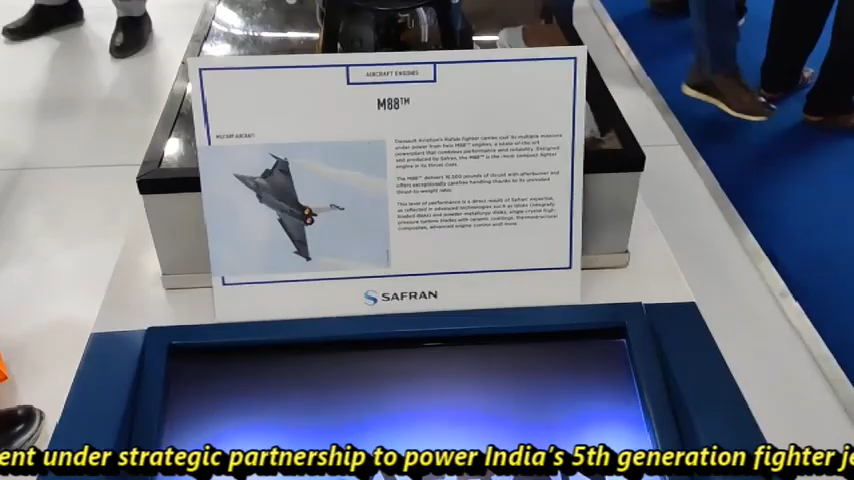 AIRCRAFT ENGINES
M88™
MILITARY AIRCRAFT
Dassault Aviation's Rafale fighter carries out its multiple missions
under power from twin M88™ engines, a state-of-the-art
powerplant that combines performance and reliability. Designed
and produced by Safran, the M88™ is the most compact fighter
engine in its thrust class.
The M88™ delivers 16,500 pounds of thrust with afterburner and
offers exceptionally carefree handling thanks to its unrivaled
thrust-to-weight ratio.
This level of performance is a direct result of Safran' expertise,
as reflected in advanced technologies such as blisks (integrally
bladed disks) and powder-metallurgy disks, single-crystal high-
pressure turbine blades with ceramic coatings, thermostructural
composites, advanced engine control and more.
SAFRAN
ent under strategic partnership to power India's 5th generation fighter je